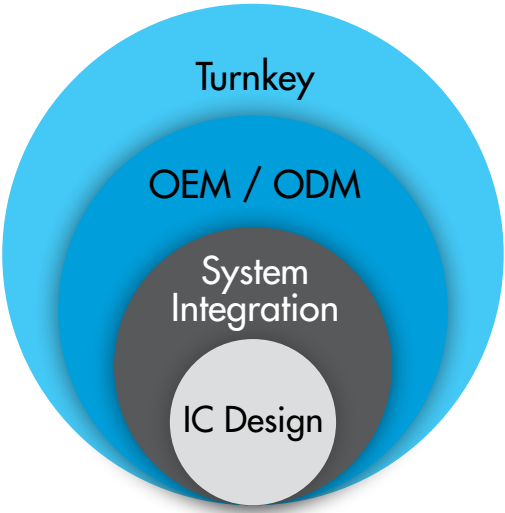 Turnkey
OEM / ODM
System
Integration
IC Design